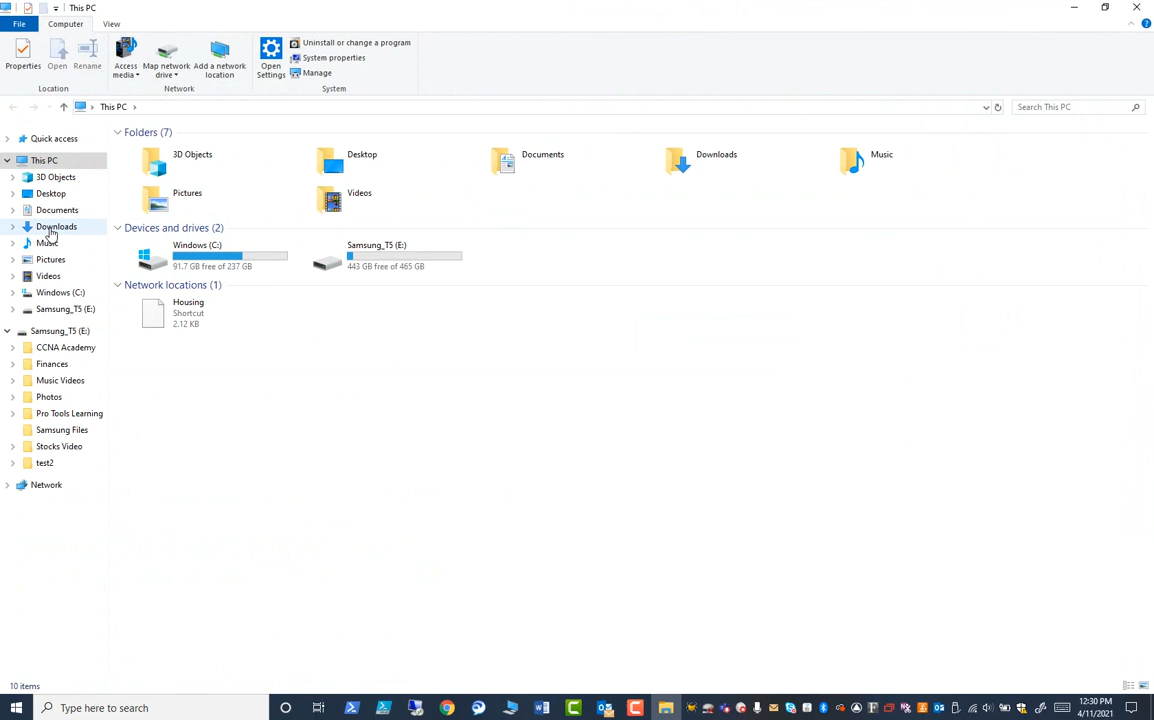 This PC
File
Computer
View
Properties
Open
Rename
Access media
Map network drive
Add a network location
Open Settings
Uninstall or change a program
System properties
Manage
Location
Network
System
This PC
Search This PC
Quick access
This PC
3D Objects
Desktop
Documents
Downloads
Music
Pictures
Videos
Windows (C:)
Samsung_T5 (E:)
Samsung_T5 (E:)
CCNA Academy
Finances
Music Videos
Photos
Pro Tools Learning
Samsung Files
Stocks Video
test2
Network
Folders (7)
3D Objects
Desktop
Documents
Downloads
Music
Pictures
Videos
Devices and drives (2)
Windows (C:)
91.7 GB free of 237 GB
Samsung_T5 (E:)
443 GB free of 465 GB
Network locations (1)
Housing
Shortcut
2.12 KB
10 items
Type here to search
12:30 PM
4/11/2021